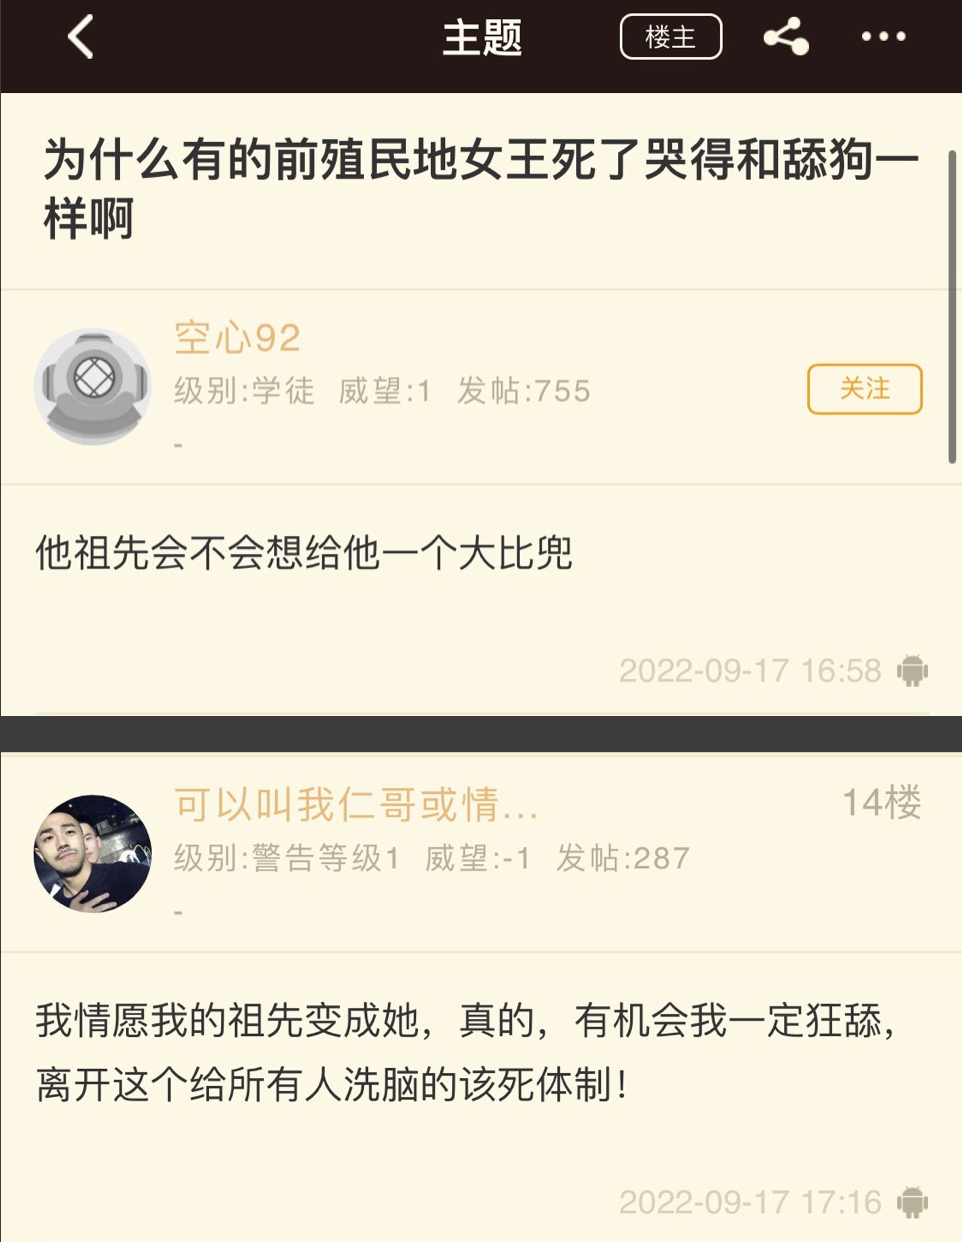 主题
楼主
为什么有的前殖民地女王死了哭得和舔狗一
样啊
空心92
级别:学徒 威望:1 发帖:755
关注
-
他祖先会不会想给他一个大比兜
2022-09-17 16:58
可以叫我仁哥或情...
14楼
级别:警告等级1 威望:-1 发帖:287
-
我情愿我的祖先变成她，真的，有机会我一定狂舔，
离开这个给所有人洗脑的该死体制！
2022-09-17 17:16